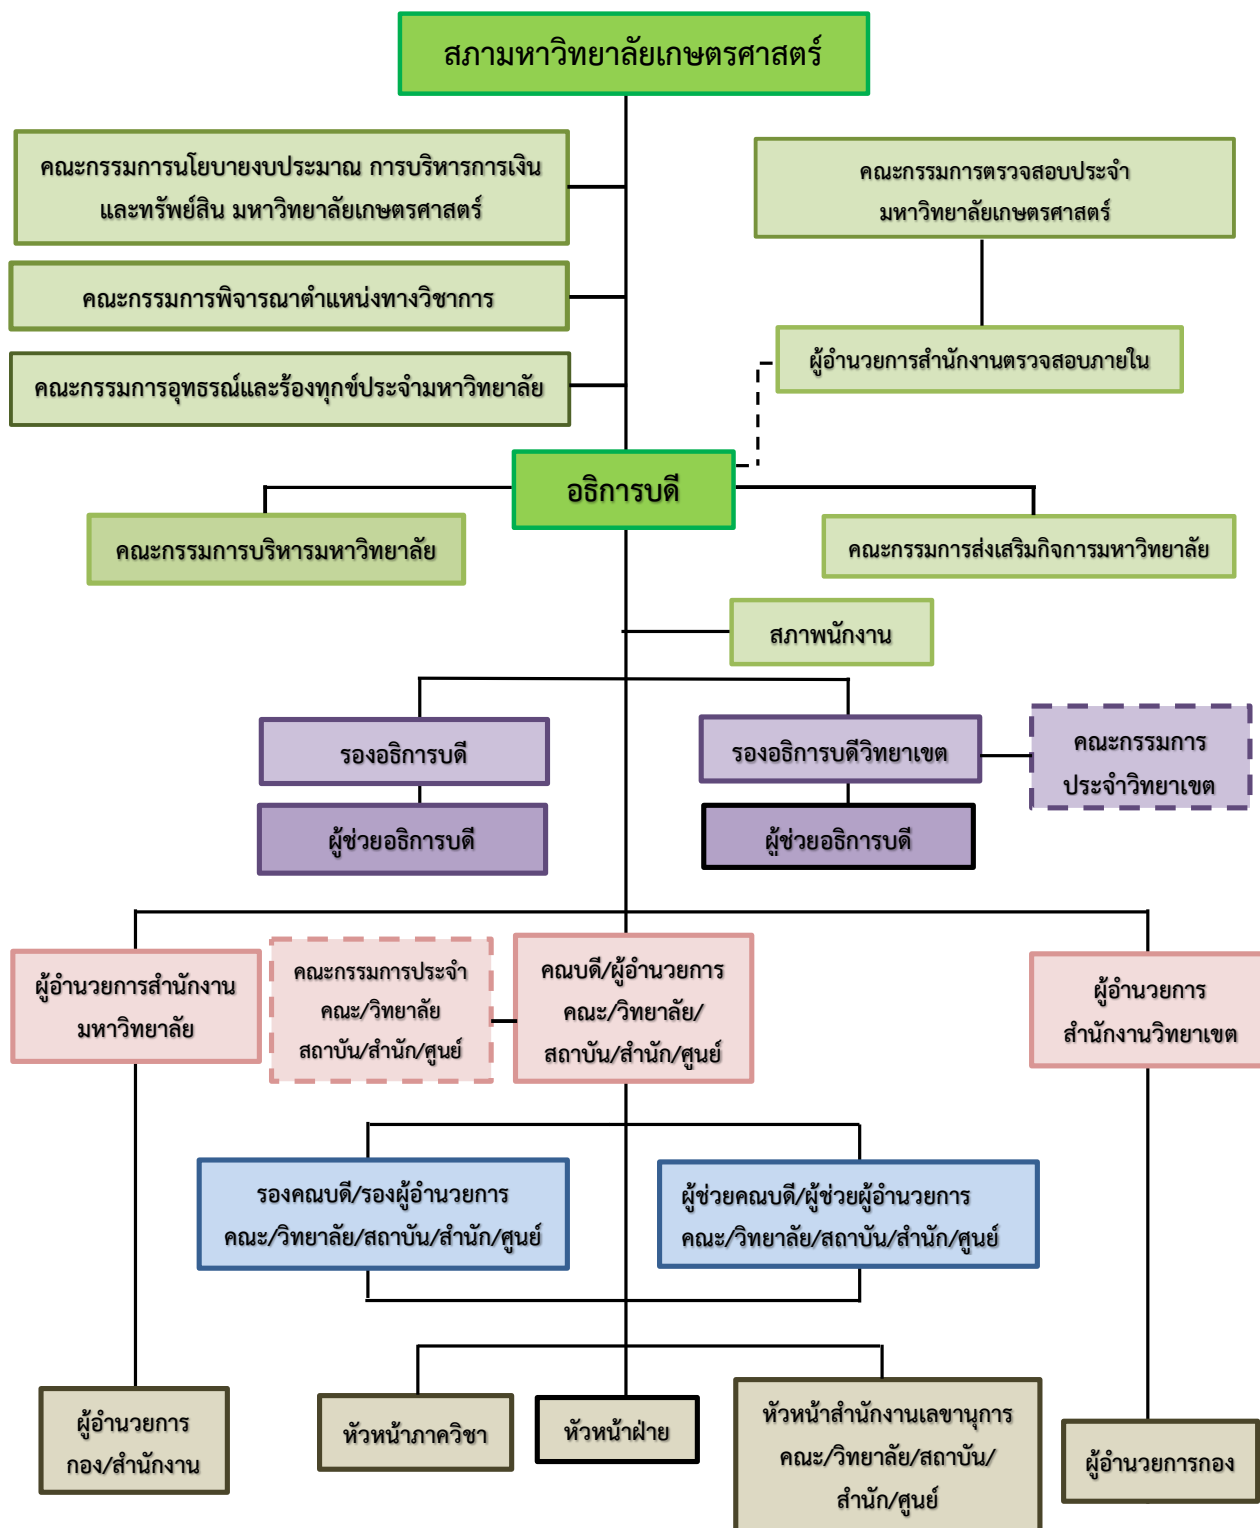 สภามหาวิทยาลัยเกษตรศาสตร์
คณะกรรมการนโยบายงบประมาณ การบริหารการเงิน
และทรัพย์สิน มหาวิทยาลัยเกษตรศาสตร์
คณะกรรมการตรวจสอบประจำ
มหาวิทยาลัยเกษตรศาสตร์
คณะกรรมการพิจารณาตำแหน่งทางวิชาการ
ผู้อำนวยการสำนักงานตรวจสอบภายใน
คณะกรรมการอุทธรณ์และร้องทุกข์ประจำมหาวิทยาลัย
อธิการบดี
คณะกรรมการบริหารมหาวิทยาลัย
คณะกรรมการส่งเสริมกิจการมหาวิทยาลัย
สภาพนักงาน
รองอธิการบดี
รองอธิการบดีวิทยาเขต
คณะกรรมการ
ประจำวิทยาเขต
ผู้ช่วยอธิการบดี
ผู้ช่วยอธิการบดี
ผู้อำนวยการสำนักงาน
มหาวิทยาลัย
คณะกรรมการประจำ
คณะ/วิทยาลัย
สถาบัน/สำนัก/ศูนย์
คณบดี/ผู้อำนวยการ
คณะ/วิทยาลัย/
สถาบัน/สำนัก/ศูนย์
ผู้อำนวยการ
สำนักงานวิทยาเขต
รองคณบดี/รองผู้อำนวยการ
คณะ/วิทยาลัย/สถาบัน/สำนัก/ศูนย์
ผู้ช่วยคณบดี/ผู้ช่วยผู้อำนวยการ
คณะ/วิทยาลัย/สถาบัน/สำนัก/ศูนย์
ผู้อำนวยการ
กอง/สำนักงาน
หัวหน้าภาควิชา
หัวหน้าฝ่าย
หัวหน้าสำนักงานเลขานุการ
คณะ/วิทยาลัย/สถาบัน/
สำนัก/ศูนย์
ผู้อำนวยการกอง